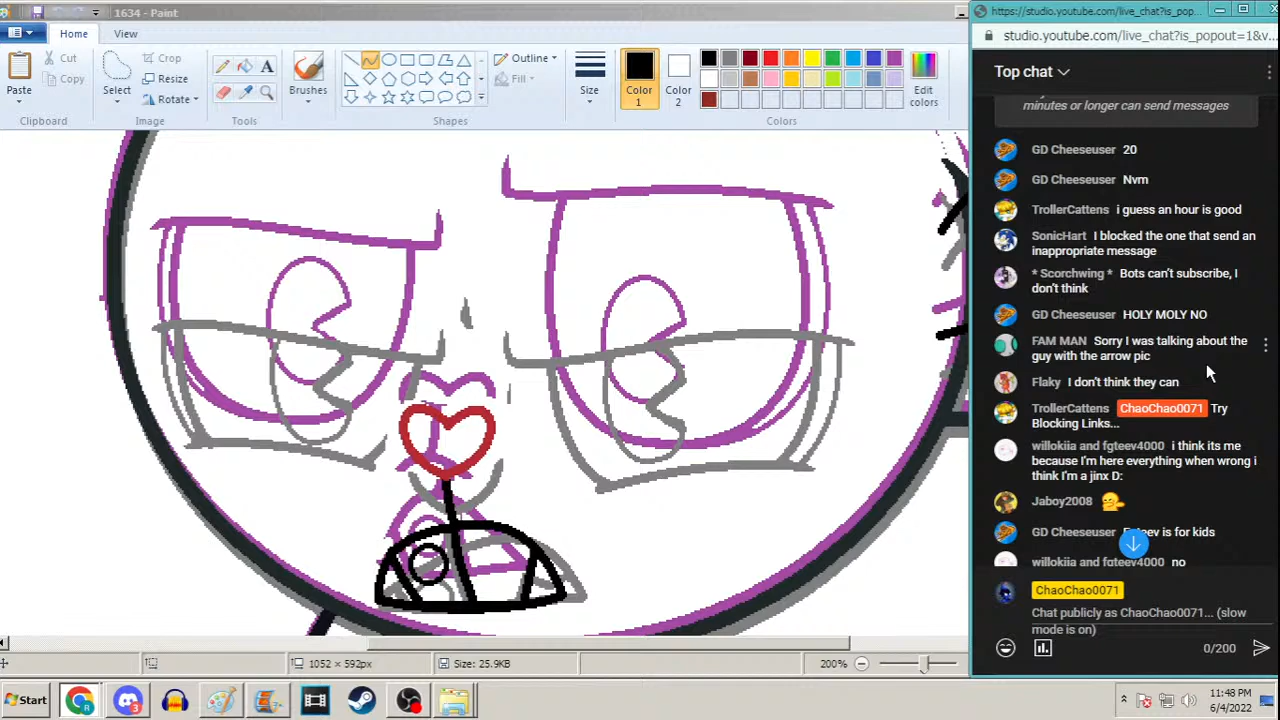 1634 - Paint
https://studio.youtube.com/live_chat?is_pop...
studio.youtube.com/live_chat?is_popout=1&v...
Home
View
Paste
Cut
Copy
Select
Crop
Resize
Rotate
Brushes
Outline
Fill
Size
Color
1
Color
2
Edit
colors
Clipboard
Image
Tools
Shapes
Colors
Top chat
minutes or longer can send messages
GD Cheeseuser 20
GD Cheeseuser Nvm
TrollerCattens i guess an hour is good
SonicHart I blocked the one that send an
inappropriate message
* Scorchwing * Bots can't subscribe, I
don't think
GD Cheeseuser HOLY MOLY NO
FAM MAN Sorry I was talking about the
guy with the arrow pic
Flaky I don't think they can
TrollerCattens ChaoChao0071 Try
Blocking Links...
willokiia and fgteev4000 i think its me
because I'm here everything when wrong i
think I'm a jinx D:
Jaboy2008
GD Cheeseuser is for kids
willokiia and fgteev4000 no
ChaoChao0071
Chat publicly as ChaoChao0071... (slow
mode is on)
0/200
1052 × 592px
Size: 25.9KB
200%
Start
3
11:48 PM
6/4/2022